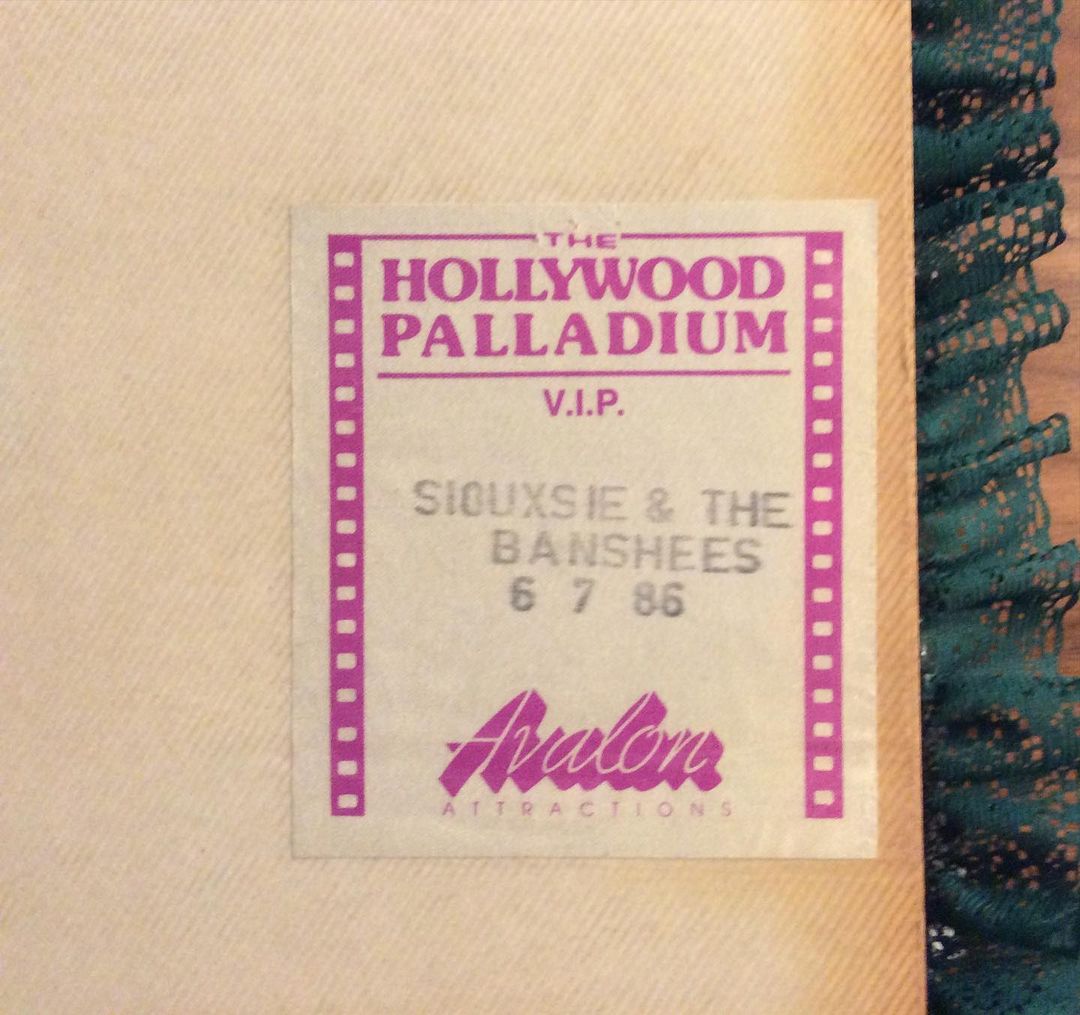 THE
HOLLYWOOD
PALLADIUM
V.I.P.
SIOUXSIE & THE
BANSHEES
6 7 86
Avalon
ATTRACTIONS